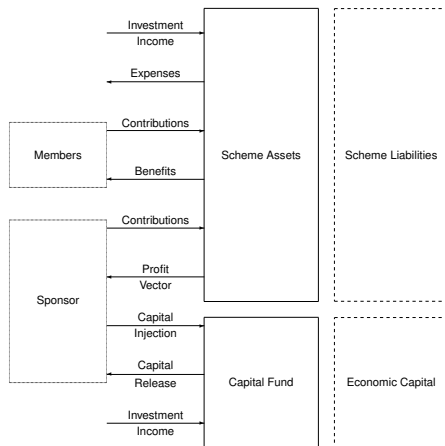 Investment
Income
Expenses
Contributions
Members
Scheme Assets
Scheme Liabilities
Benefits
Contributions
Profit
Vector
Sponsor
Capital
Injection
Capital
Release
Capital Fund
Economic Capital
Investment
Income